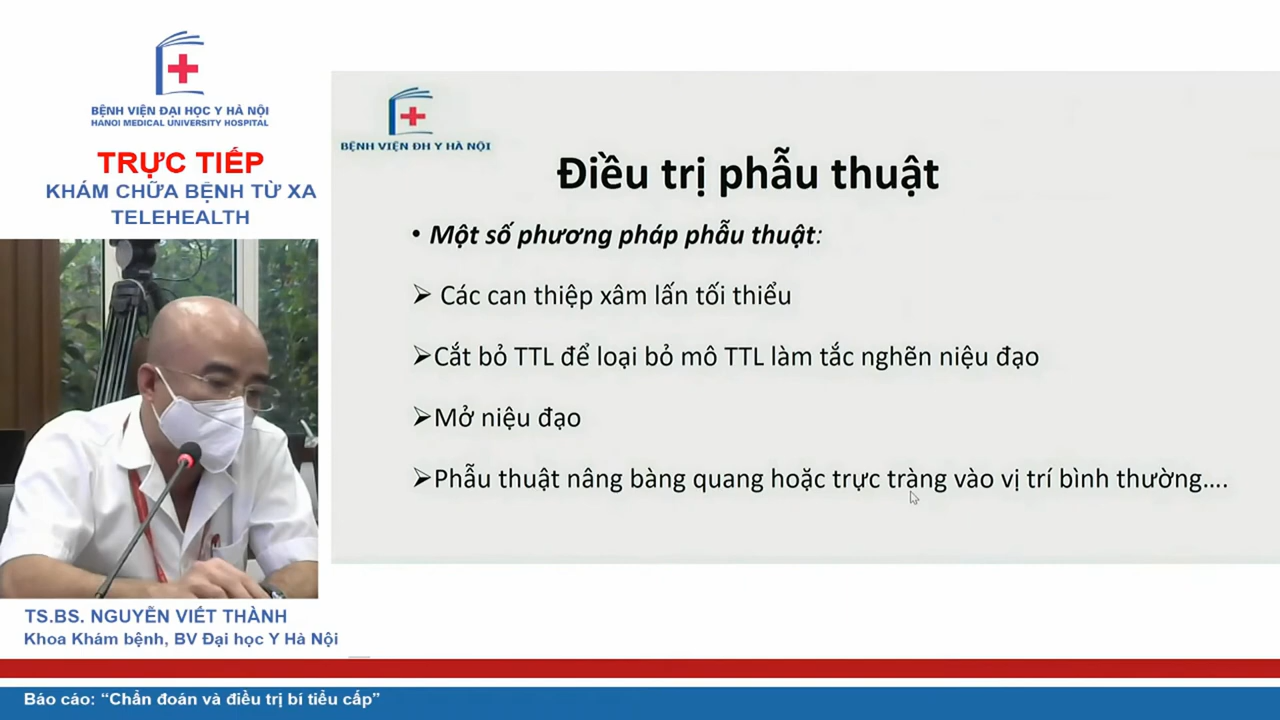 BỆNH VIỆN ĐẠI HỌC Y HÀ NỘI
HANOI MEDICAL UNIVERSITY HOSPITAL
TRỰC TIẾP
KHÁM CHỮA BỆNH TỪ XA
TELEHEALTH
BỆNH VIỆN ĐH Y HÀ NỘI
Điều trị phẫu thuật
• Một số phương pháp phẫu thuật:
➢ Các can thiệp xâm lấn tối thiểu
➢Cắt bỏ TTL để loại bỏ mô TTL làm tắc nghẽn niệu đạo
➢Mở niệu đạo
➢Phẫu thuật nâng bàng quang hoặc trực tràng vào vị trí bình thường....
TS.BS. NGUYỄN VIẾT THÀNH
Khoa Khám bệnh, BV Đại học Y Hà Nội
Báo cáo: “Chẩn đoán và điều trị bí tiểu cấp”